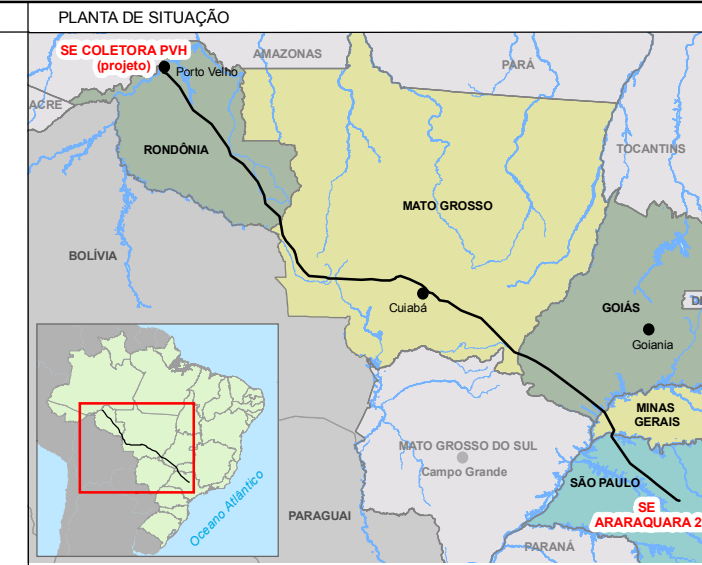 PLANTA DE SITUAÇÃO
SE COLETORA PVH
(projeto)
Porto Velho
AMAZONAS
PARÁ
ACRE
TOCANTINS
RONDÔNIA
MATO GROSSO
BOLÍVIA
Cuiabá
GOIÁS
Goiania
MINAS
GERAIS
MATO GROSSO DO SUL
Campo Grande
SÃO PAULO
SE
ARARAQUARA 2
PARAGUAI
PARANÁ
Oceano Atlântico